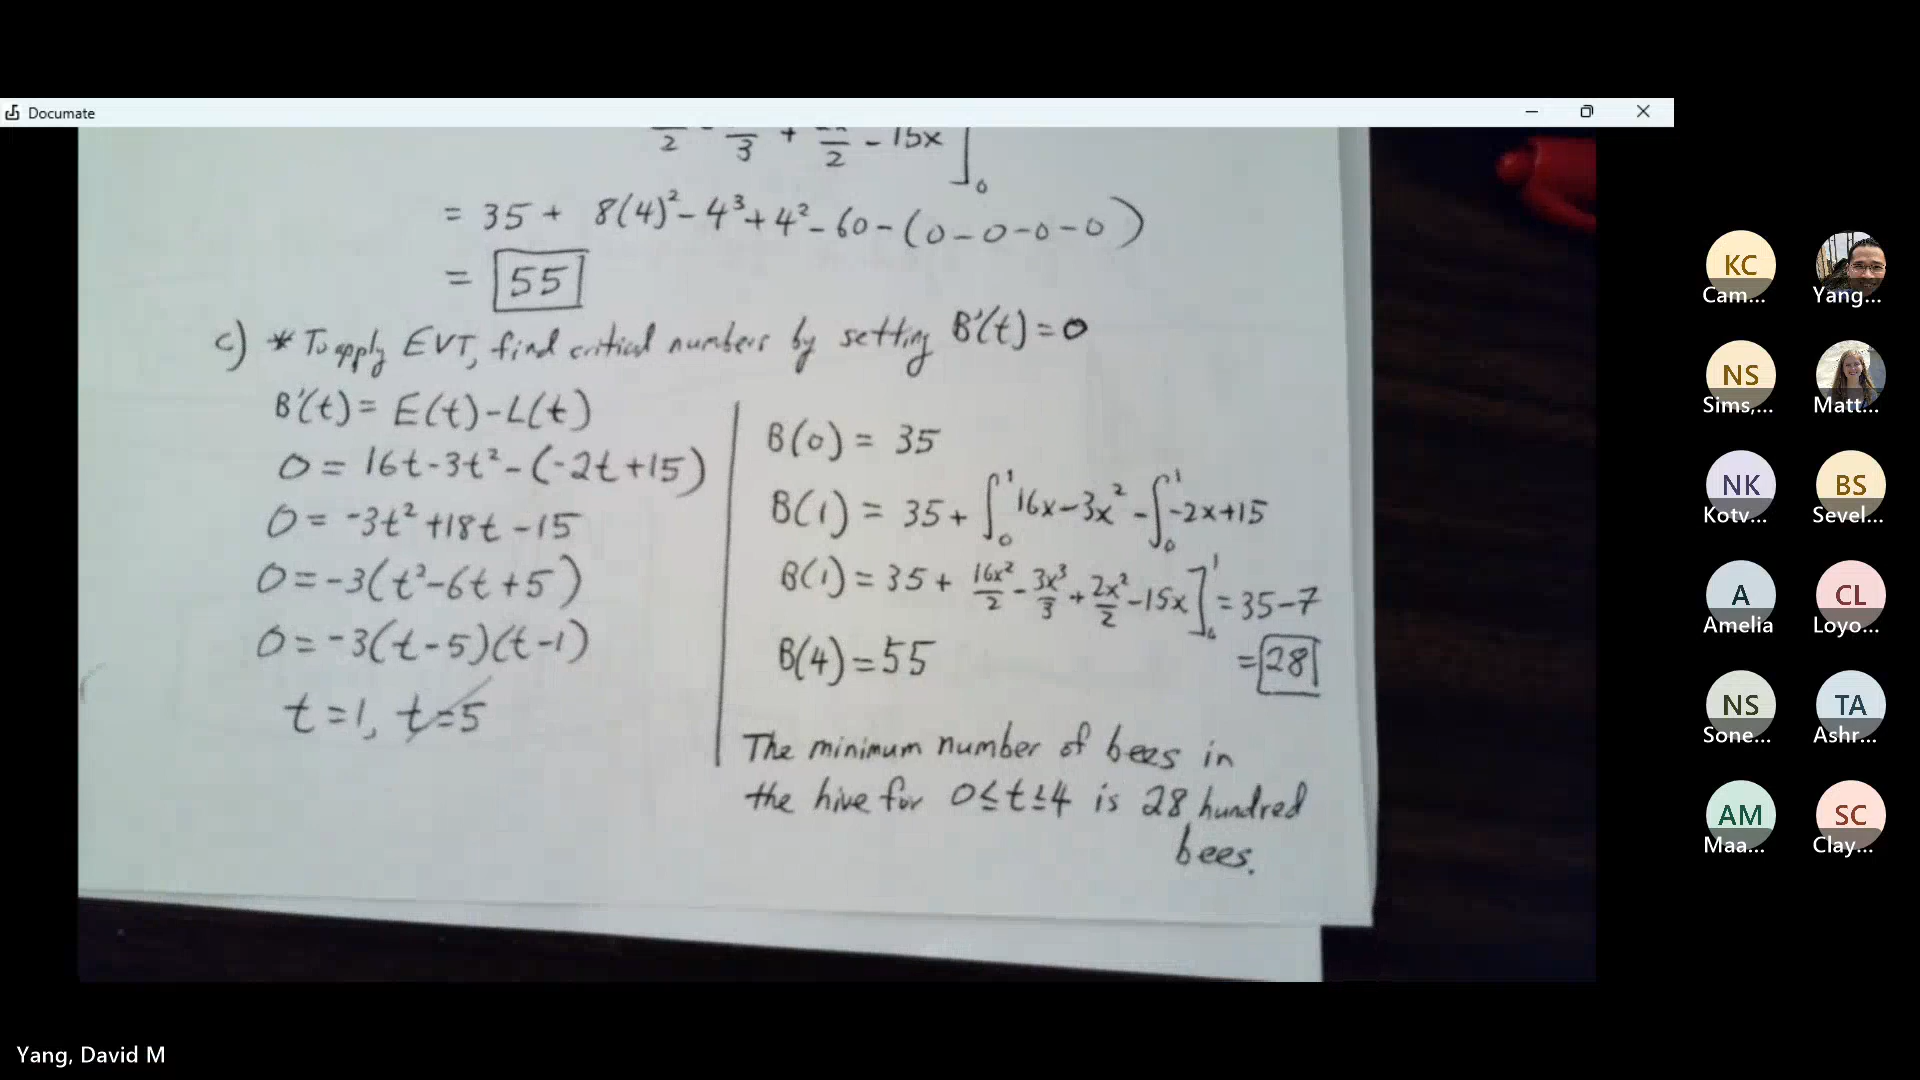 Documate
2 - 3 + 2 - 15x ] 0
= 35 + 8(4)² - 4³ + 4² - 60 - (0 - 0 - 0 - 0)
= 55
c) * To apply EVT, find critical numbers by setting B'(t) = 0
B'(t) = E(t) - L(t)
0 = 16t - 3t² - (-2t + 15)
0 = -3t² + 18t - 15
0 = -3(t² - 6t + 5)
0 = -3(t - 5)(t - 1)
t = 1, t = 5
B(0) = 35
B(1) = 35 + ∫₀¹ 16x - 3x² - ∫₀¹ -2x + 15
B(1) = 35 + 16x²/2 - 3x³/3 + 2x²/2 - 15x ]₀¹ = 35 - 7
= 28
B(4) = 55
The minimum number of bees in
the hive for 0 ≤ t ≤ 4 is 28 hundred
bees.
KC
Cam...
Yang...
NS
Sims,...
Matt...
NK
Kotv...
BS
Sevel...
A
Amelia
CL
Loyo...
NS
Sone...
TA
Ashr...
AM
Maa...
SC
Clay...
Yang, David M